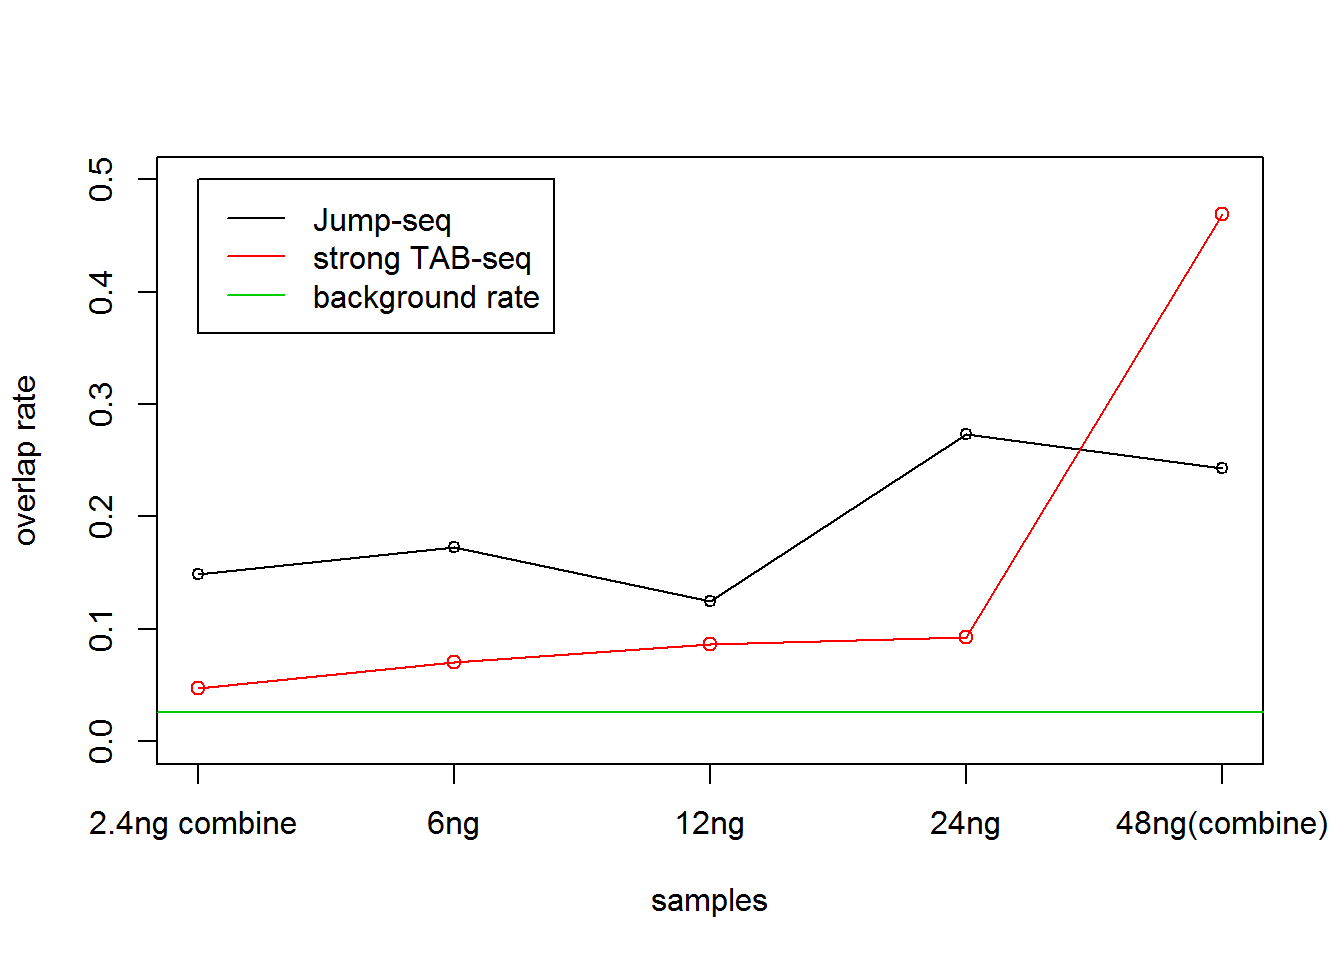 0.5
0.4
0.3
0.2
0.1
0.0
overlap rate
Jump-seq
strong TAB-seq
background rate
2.4ng combine 6ng 12ng 24ng 48ng(combine)
samples